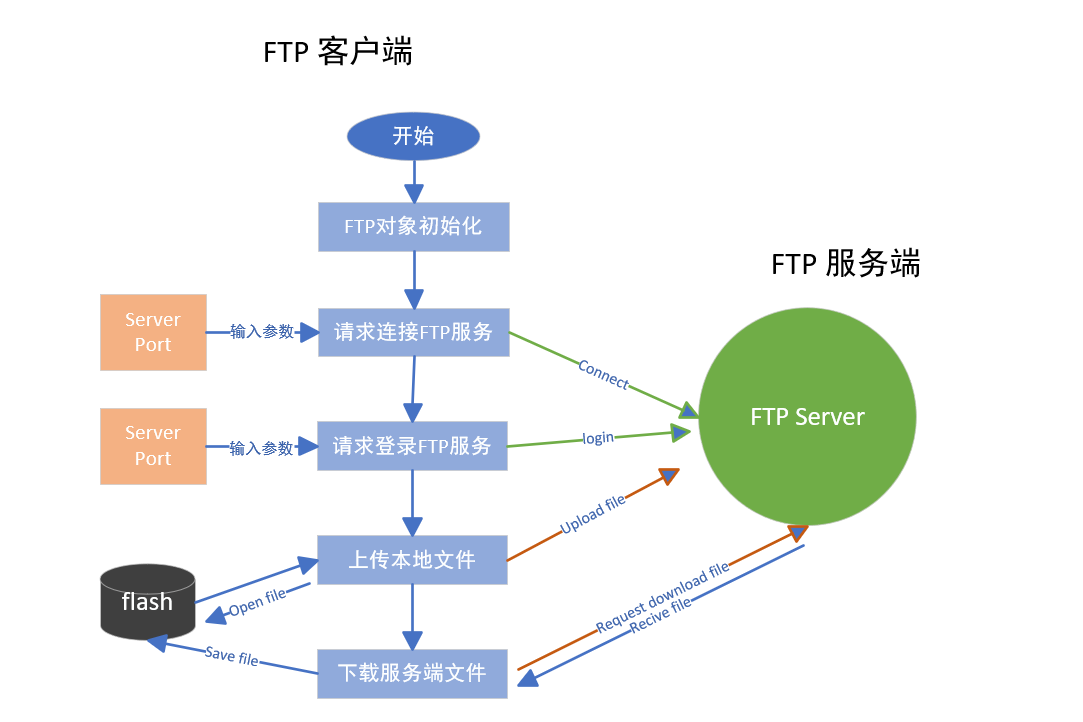 FTP 客户端
开始
FTP对象初始化
FTP 服务端
Server
Port
输入参数
请求连接FTP服务
Connect
FTP Server
Server
Port
输入参数
请求登录FTP服务
login
Upload file
上传本地文件
flash
Open file
Request download file
Recive file
Save file
下载服务端文件